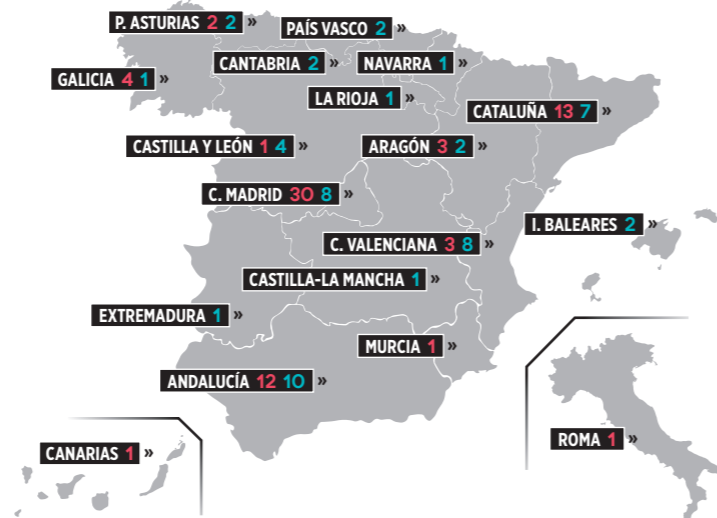 P. ASTURIAS 2 2 »
PAÍS VASCO 2 »
CANTABRIA 2 »
NAVARRA 1 »
GALICIA 4 1 »
LA RIOJA 1 »
CATALUÑA 13 7 »
CASTILLA Y LEÓN 1 4 »
ARAGÓN 3 2 »
C. MADRID 30 8 »
I. BALEARES 2 »
C. VALENCIANA 3 8 »
CASTILLA-LA MANCHA 1 »
EXTREMADURA 1 »
MURCIA 1 »
ANDALUCÍA 12 10 »
ROMA 1 »
CANARIAS 1 »